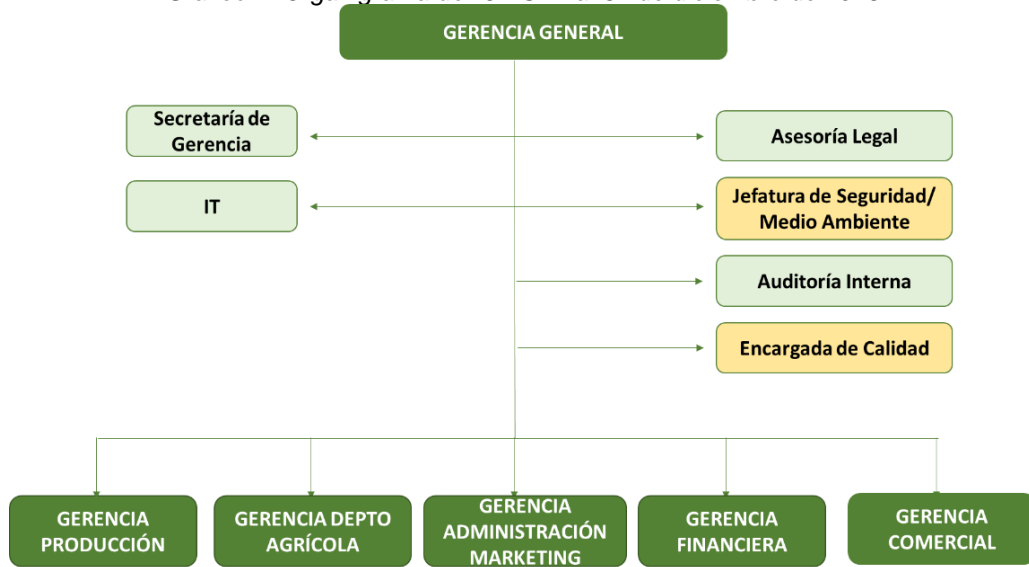 GERENCIA GENERAL
Secretaría de
Gerencia
Asesoría Legal
IT
Jefatura de Seguridad/
Medio Ambiente
Auditoría Interna
Encargada de Calidad
GERENCIA
PRODUCCIÓN
GERENCIA DEPTO
AGRÍCOLA
GERENCIA
ADMINISTRACIÓN
MARKETING
GERENCIA
FINANCIERA
GERENCIA
COMERCIAL